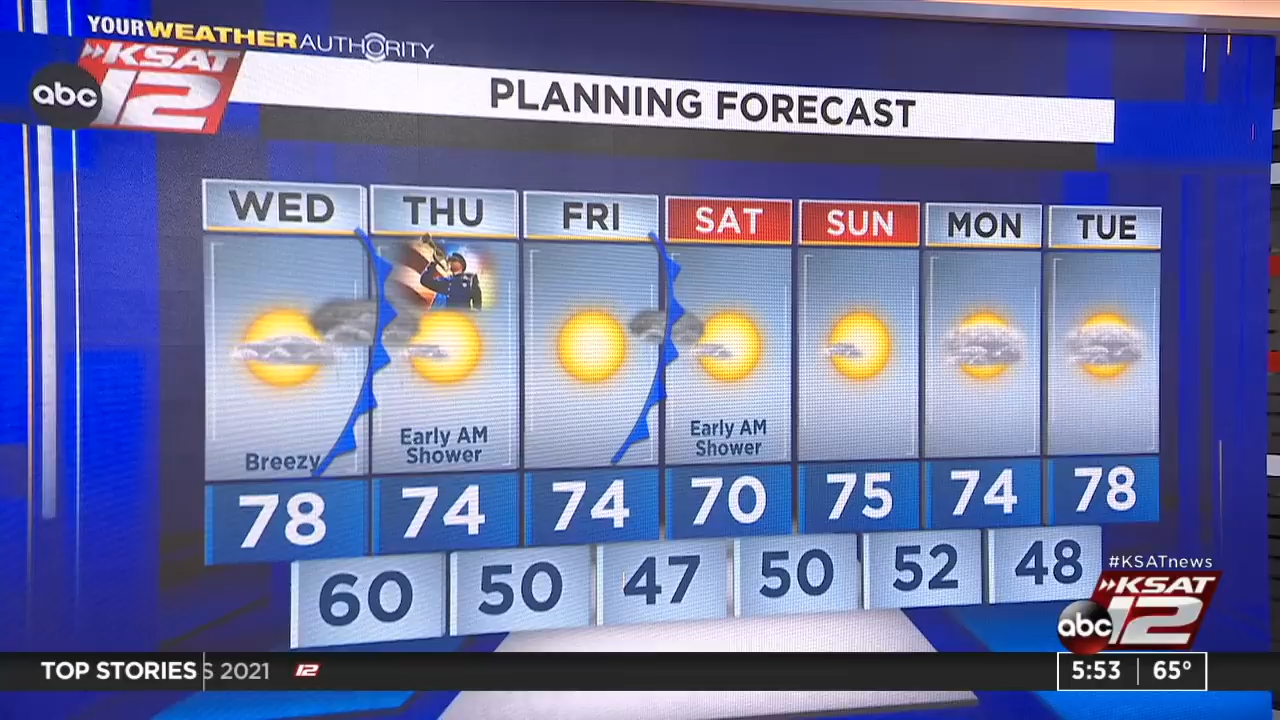 YOUR WEATHER AUTHORITY
KSAT
abc 12
PLANNING FORECAST
WED THU FRI SAT SUN MON TUE
Early AM Shower
Early AM Shower
Breezy
78 74 74 70 75 74 78
60 50 47 50 52 48
#KSATnews
KSAT
abc 12
TOP STORIES S 2021 12 5:53 65°